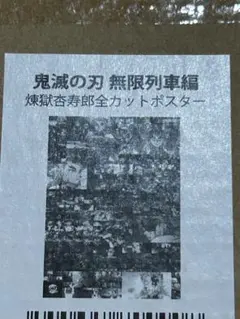 鬼滅の刃 無限列車編
煉獄杏寿郎全カットポスター